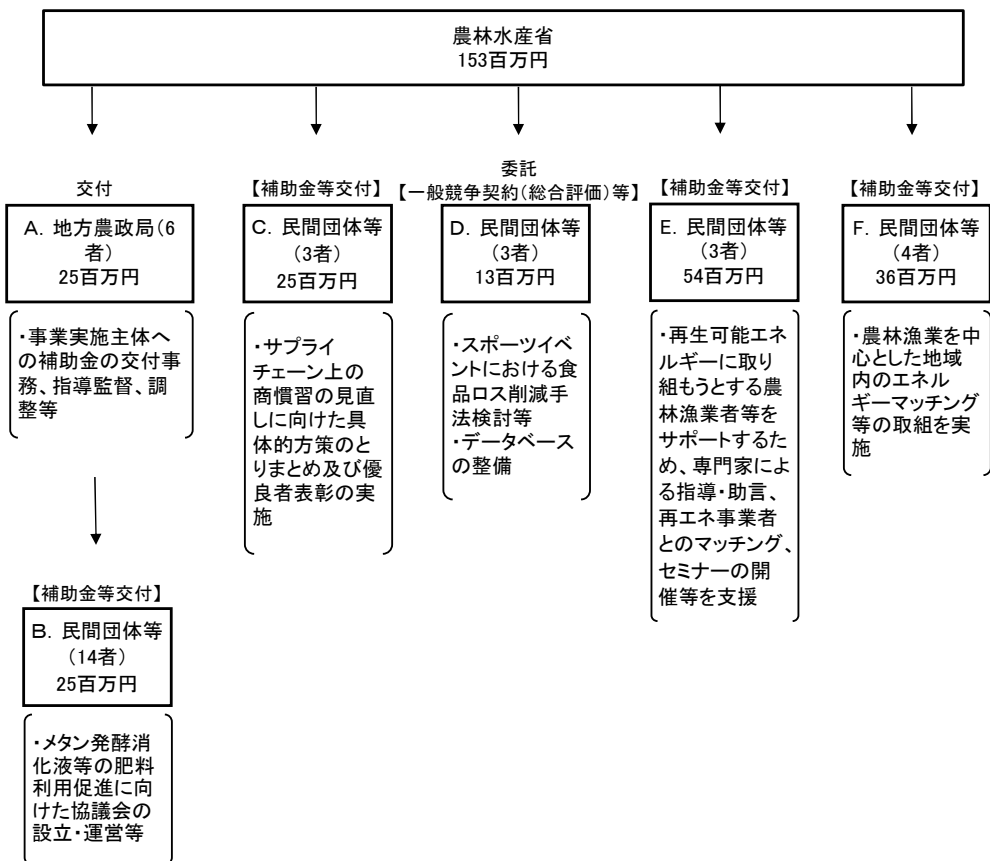 農林水産省
153百万円
交付
A．地方農政局（6
者）
25百万円
・事業実施主体へ
の補助金の交付事
務、指導監督、調
整等
【補助金等交付】
B．民間団体等
（14者）
25百万円
・メタン発酵消
化液等の肥料
利用促進に向
けた協議会の
設立・運営等
【補助金等交付】
C．民間団体等
（3者）
25百万円
・サプライ
チェーン上の
商慣習の見直
しに向けた具
体的方策のと
りまとめ及び優
良者表彰の実
施
委託
【一般競争契約（総合評価）等】
D．民間団体等
（3者）
13百万円
・スポーツイベ
ントにおける食
品ロス削減手
法検討等
・データベース
の整備
【補助金等交付】
E．民間団体等
（3者）
54百万円
・再生可能エネ
ルギーに取り
組もうとする農
林漁業者等を
サポートするた
め、専門家によ
る指導・助言、
再エネ事業者
とのマッチング、
セミナーの開
催等を支援
【補助金等交付】
F．民間団体等
（4者）
36百万円
・農林漁業を中
心とした地域
内のエネル
ギーマッチング
等の取組を実
施